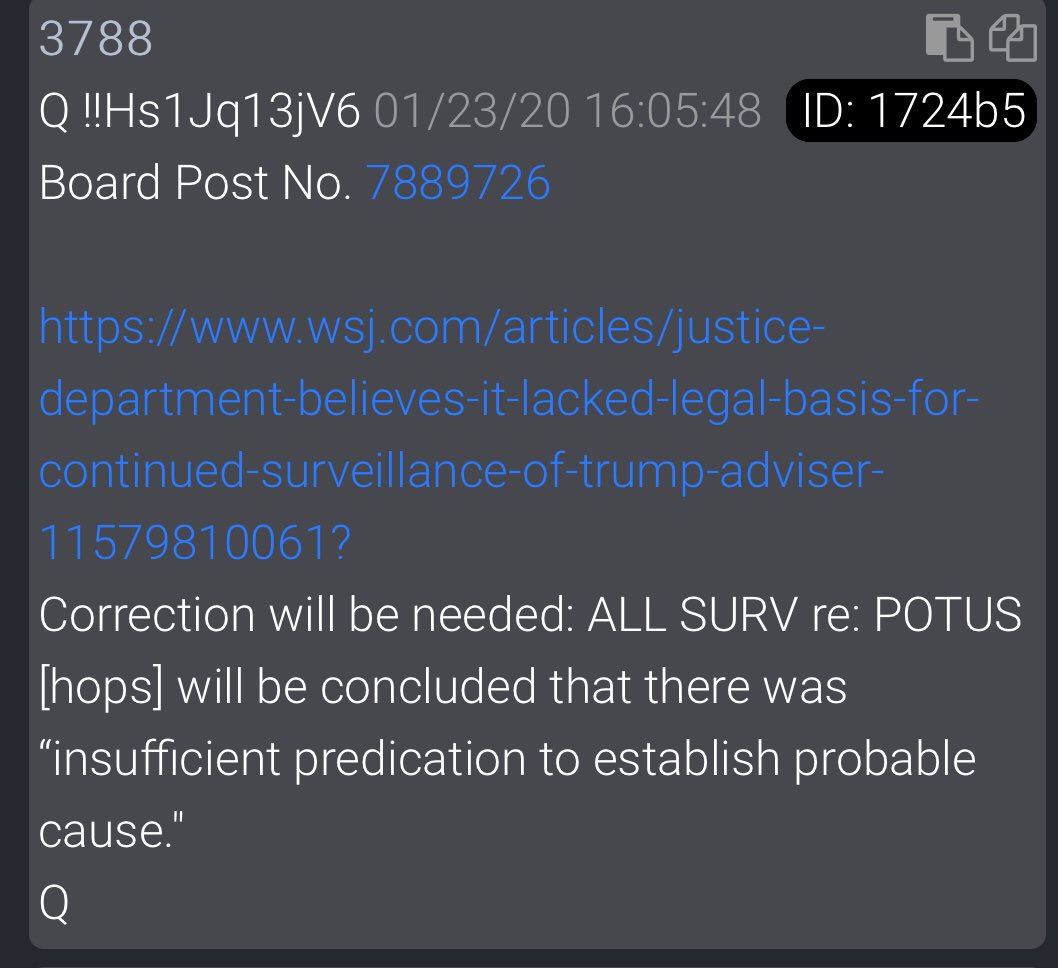 3788
Q !!Hs1Jq13jV6 01/23/20 16:05:48 ID: 1724b5
Board Post No. 7889726
https://www.wsj.com/articles/justice-
department-believes-it-lacked-legal-basis-for-
continued-surveillance-of-trump-adviser-
11579810061?
Correction will be needed: ALL SURV re: POTUS
[hops] will be concluded that there was
“insufficient predication to establish probable
cause."
Q